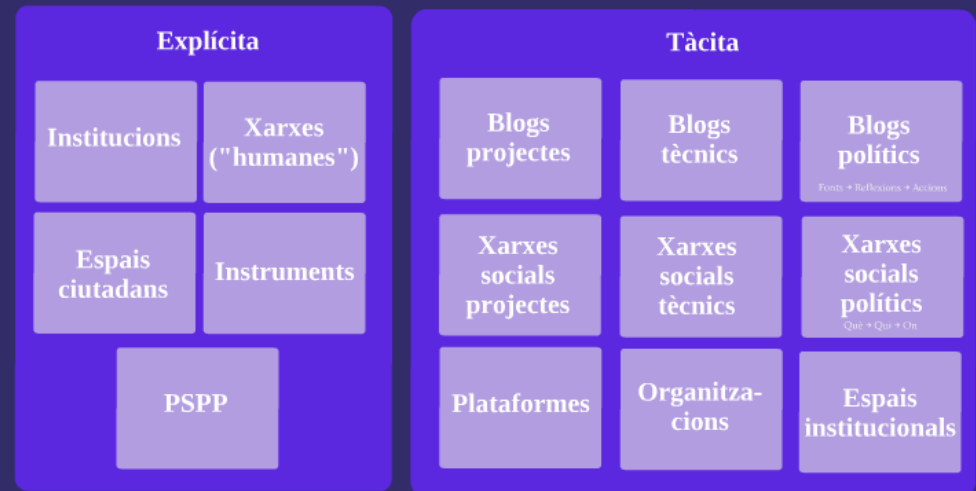 Explícita
Institucions
Xarxes
("humanes")
Espais
ciutadans
Instruments
PSPP
Tàcita
Blogs
projectes
Blogs
tècnics
Blogs
polítics
Fonts → Reflexions → Accions
Xarxes
socials
projectes
Xarxes
socials
tècnics
Xarxes
socials
polítics
Què → Qui → On
Plataformes
Organitza-
cions
Espais
institucionals